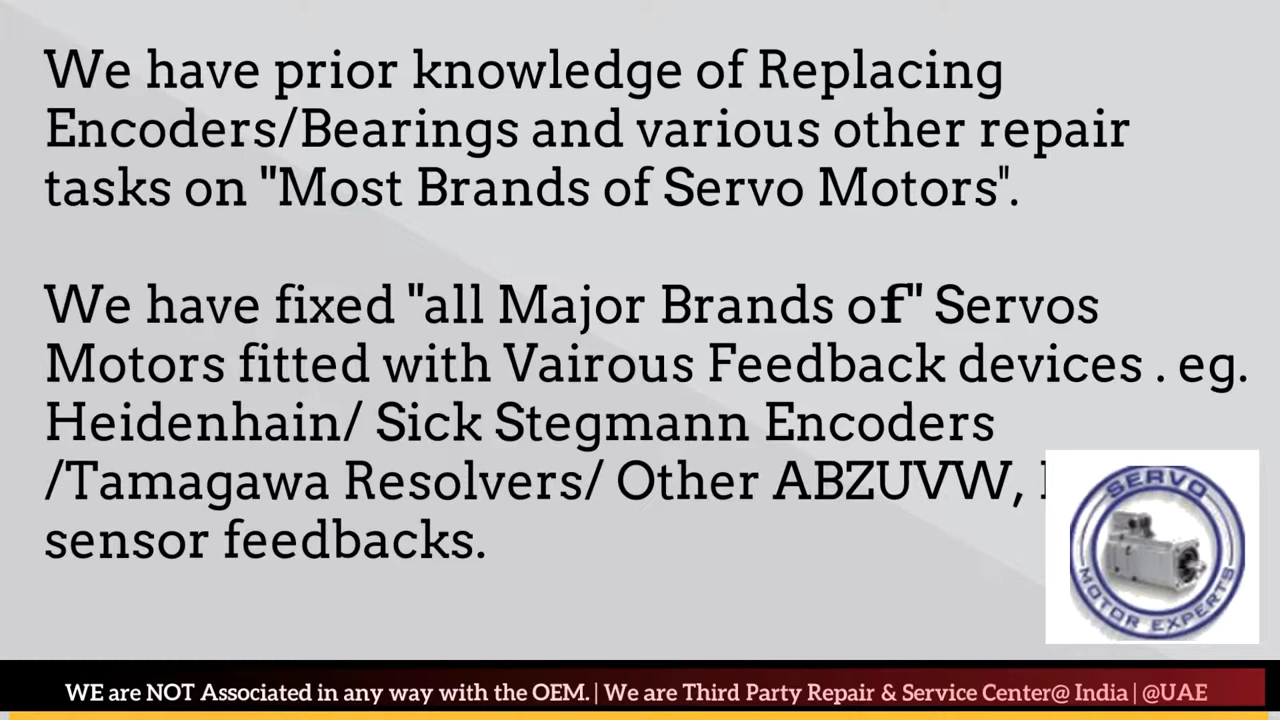 We have prior knowledge of Replacing
Encoders/Bearings and various other repair
tasks on "Most Brands of Servo Motors".
We have fixed "all Major Brands of" Servos
Motors fitted with Vairous Feedback devices . eg.
Heidenhain/ Sick Stegmann Encoders
/Tamagawa Resolvers/ Other ABZUVW,
sensor feedbacks.
SERVO
MOTOR EXPERTS
WE are NOT Associated in any way with the OEM. | We are Third Party Repair & Service Center@ India | @UAE